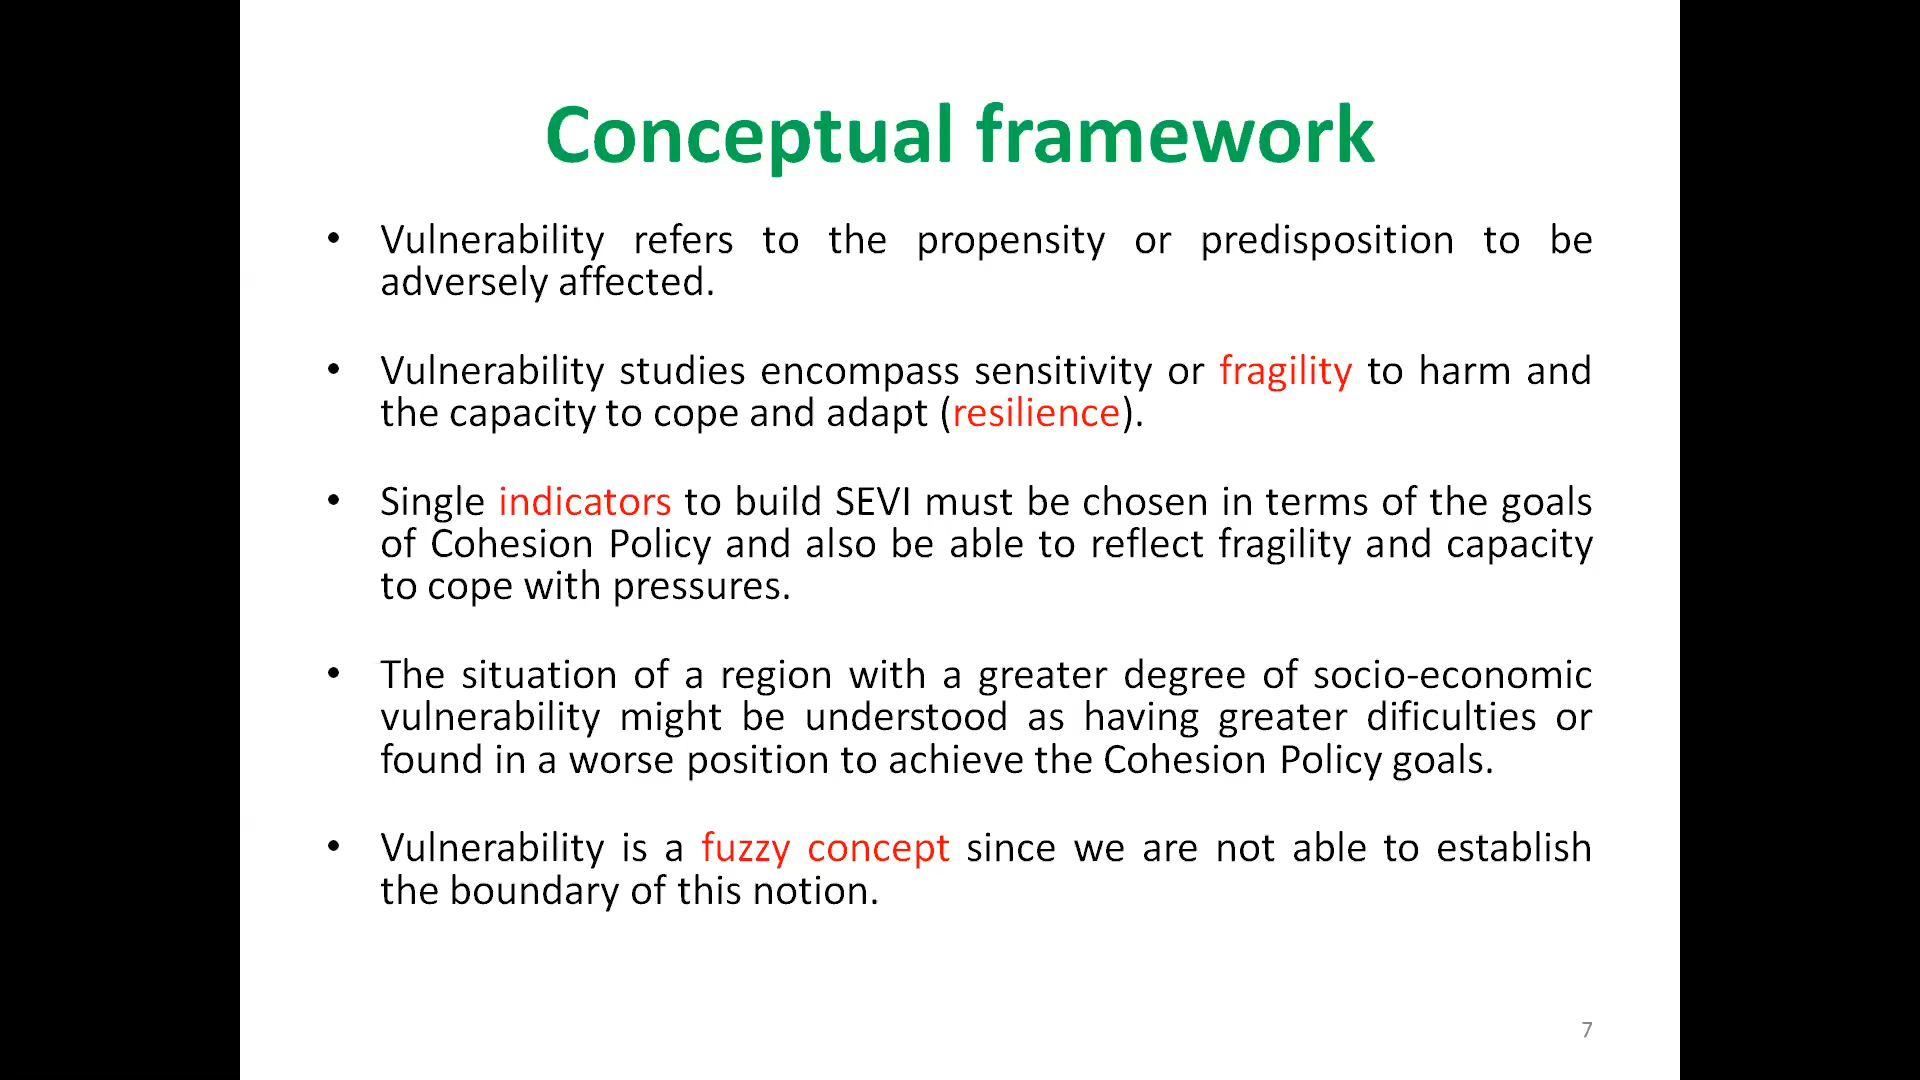 Conceptual framework
• Vulnerability refers to the propensity or predisposition to be
adversely affected.
• Vulnerability studies encompass sensitivity or fragility to harm and
the capacity to cope and adapt (resilience).
• Single indicators to build SEVI must be chosen in terms of the goals
of Cohesion Policy and also be able to reflect fragility and capacity
to cope with pressures.
• The situation of a region with a greater degree of socio-economic
vulnerability might be understood as having greater dificulties or
found in a worse position to achieve the Cohesion Policy goals.
• Vulnerability is a fuzzy concept since we are not able to establish
the boundary of this notion.
7